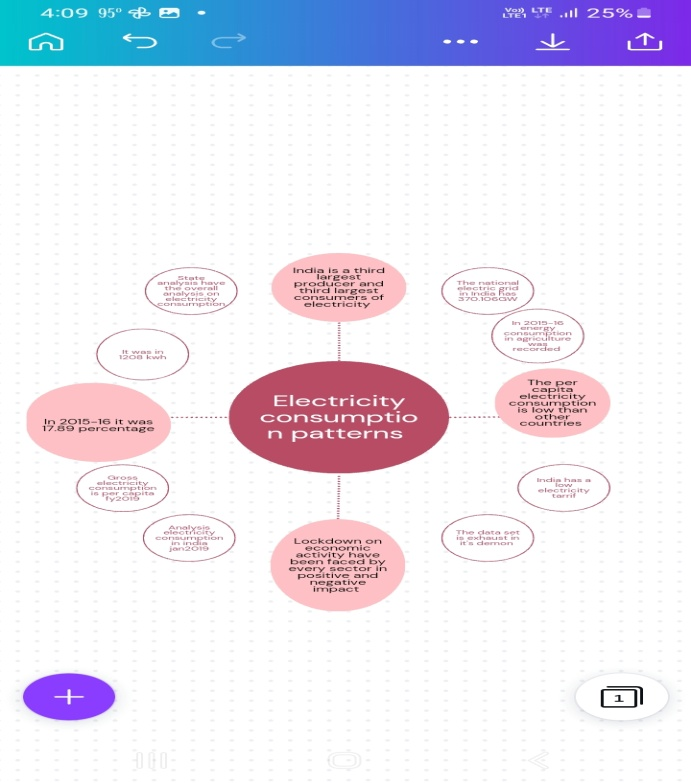 4:09 95°
Vo)) LTE
LTE1
25%
State
analysis have
the overall
analysis on
electricity
consumption
India is a third
largest
producer and
third largest
consumers of
electricity
The national
electric grid
in India has
370.106GW
In 2015-16
energy
consumption
in agriculture
was
recorded
It was in
1208 kwh
Electricity
consumptio
n patterns
The per
capita
electricity
consumption
is low than
other
countries
In 2015-16 it was
17.89 percentage
Gross
electricity
consumption
is per capita
fy2019
India has a
low
electricity
tarrif
Analysis
electricity
consumption
in india
jan2019
The data set
is exhaust in
it's demon
Lockdown on
economic
activity have
been faced by
every sector in
positive and
negative
impact
1